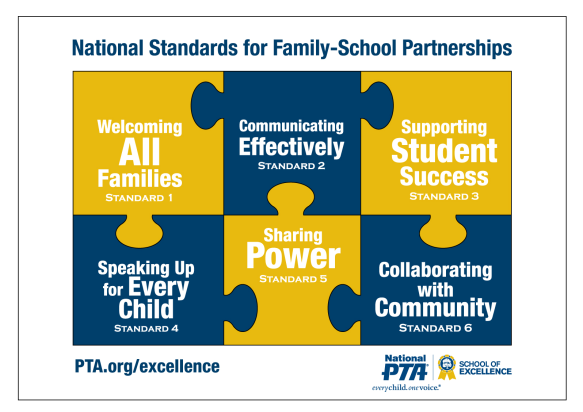 National Standards for Family-School Partnerships
Welcoming
All
Families
STANDARD 1
Communicating
Effectively
STANDARD 2
Supporting
Student
Success
STANDARD 3
Speaking Up
for Every
Child
STANDARD 4
Sharing
Power
STANDARD 5
Collaborating
with
Community
STANDARD 6
PTA.org/excellence
National
PTA®
everychild.onevoice.®
SCHOOL OF
EXCELLENCE